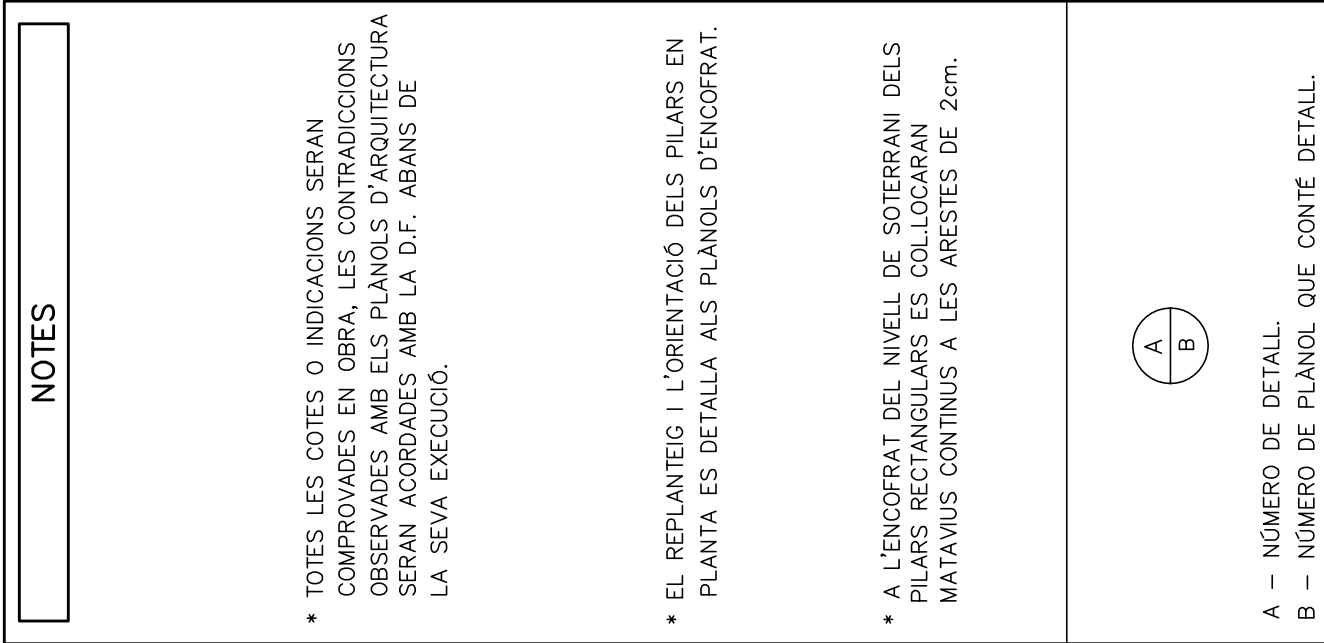 NOTES
* TOTES LES COTES O INDICACIONS SERAN
COMPROVADES EN OBRA, LES CONTRADICCIONS
OBSERVADES AMB ELS PLÀNOLS D'ARQUITECTURA
SERAN ACORDADES AMB LA D.F. ABANS DE
LA SEVA EXECUCIÓ.
* EL REPLANTEIG I L'ORIENTACIÓ DELS PILARS EN
PLANTA ES DETALLA ALS PLÀNOLS D'ENCOFRAT.
* A L'ENCOFRAT DEL NIVELL DE SOTERRANI DELS
PILARS RECTANGULARS ES COL.LOCARAN
MATAVIUS CONTINUS A LES ARESTES DE 2cm.
A
B
A – NÚMERO DE DETALL.
B – NÚMERO DE PLÀNOL QUE CONTÉ DETALL.